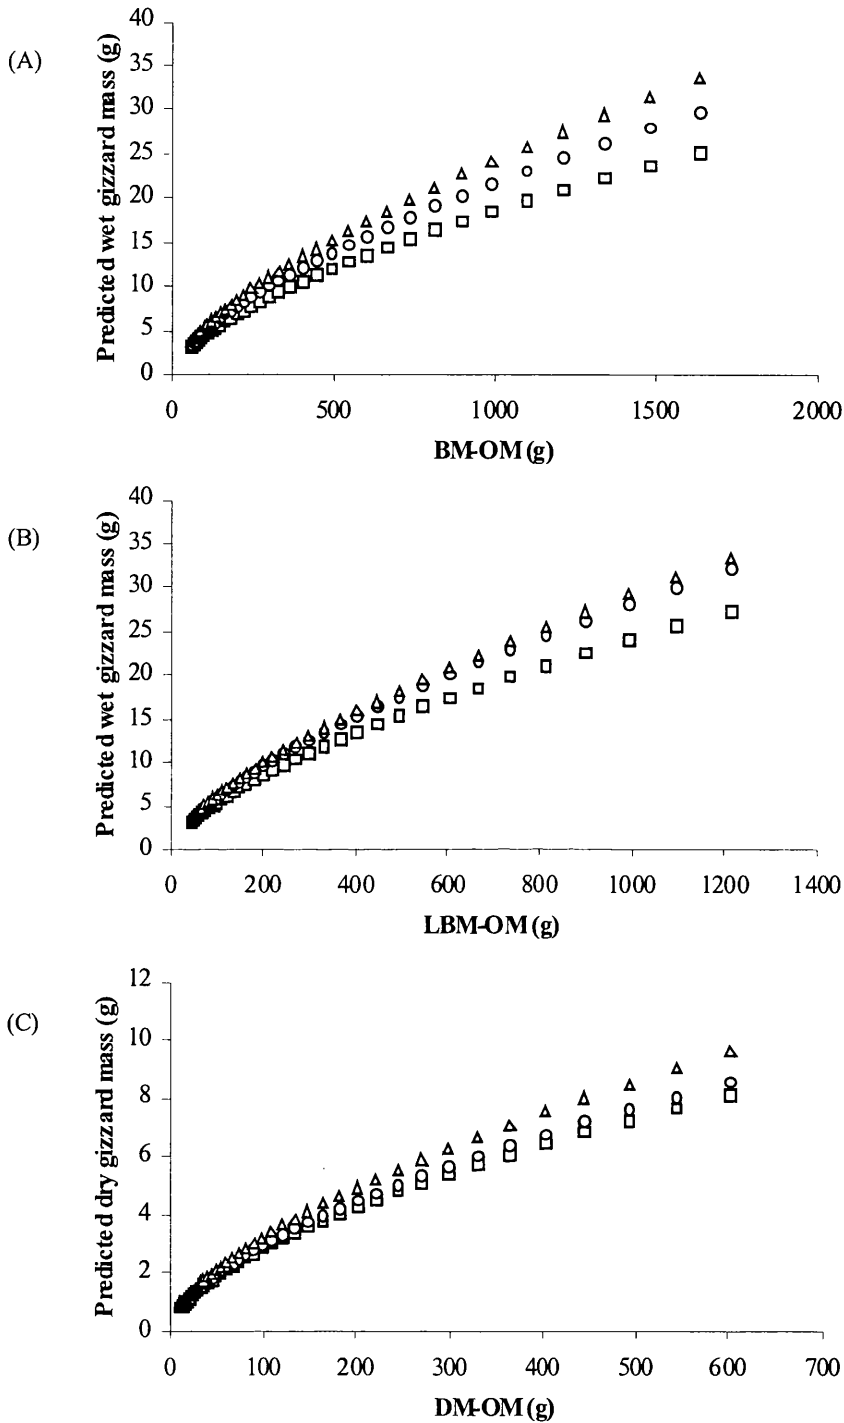 (A)
Predicted wet gizzard mass (g)
40
35
30
25
20
15
10
5
0
0 500 1000 1500 2000
BM-OM (g)
(B)
Predicted wet gizzard mass (g)
40
35
30
25
20
15
10
5
0
0 200 400 600 800 1000 1200 1400
LBM-OM (g)
(C)
Predicted dry gizzard mass (g)
12
10
8
6
4
2
0
0 100 200 300 400 500 600 700
DM-OM (g)